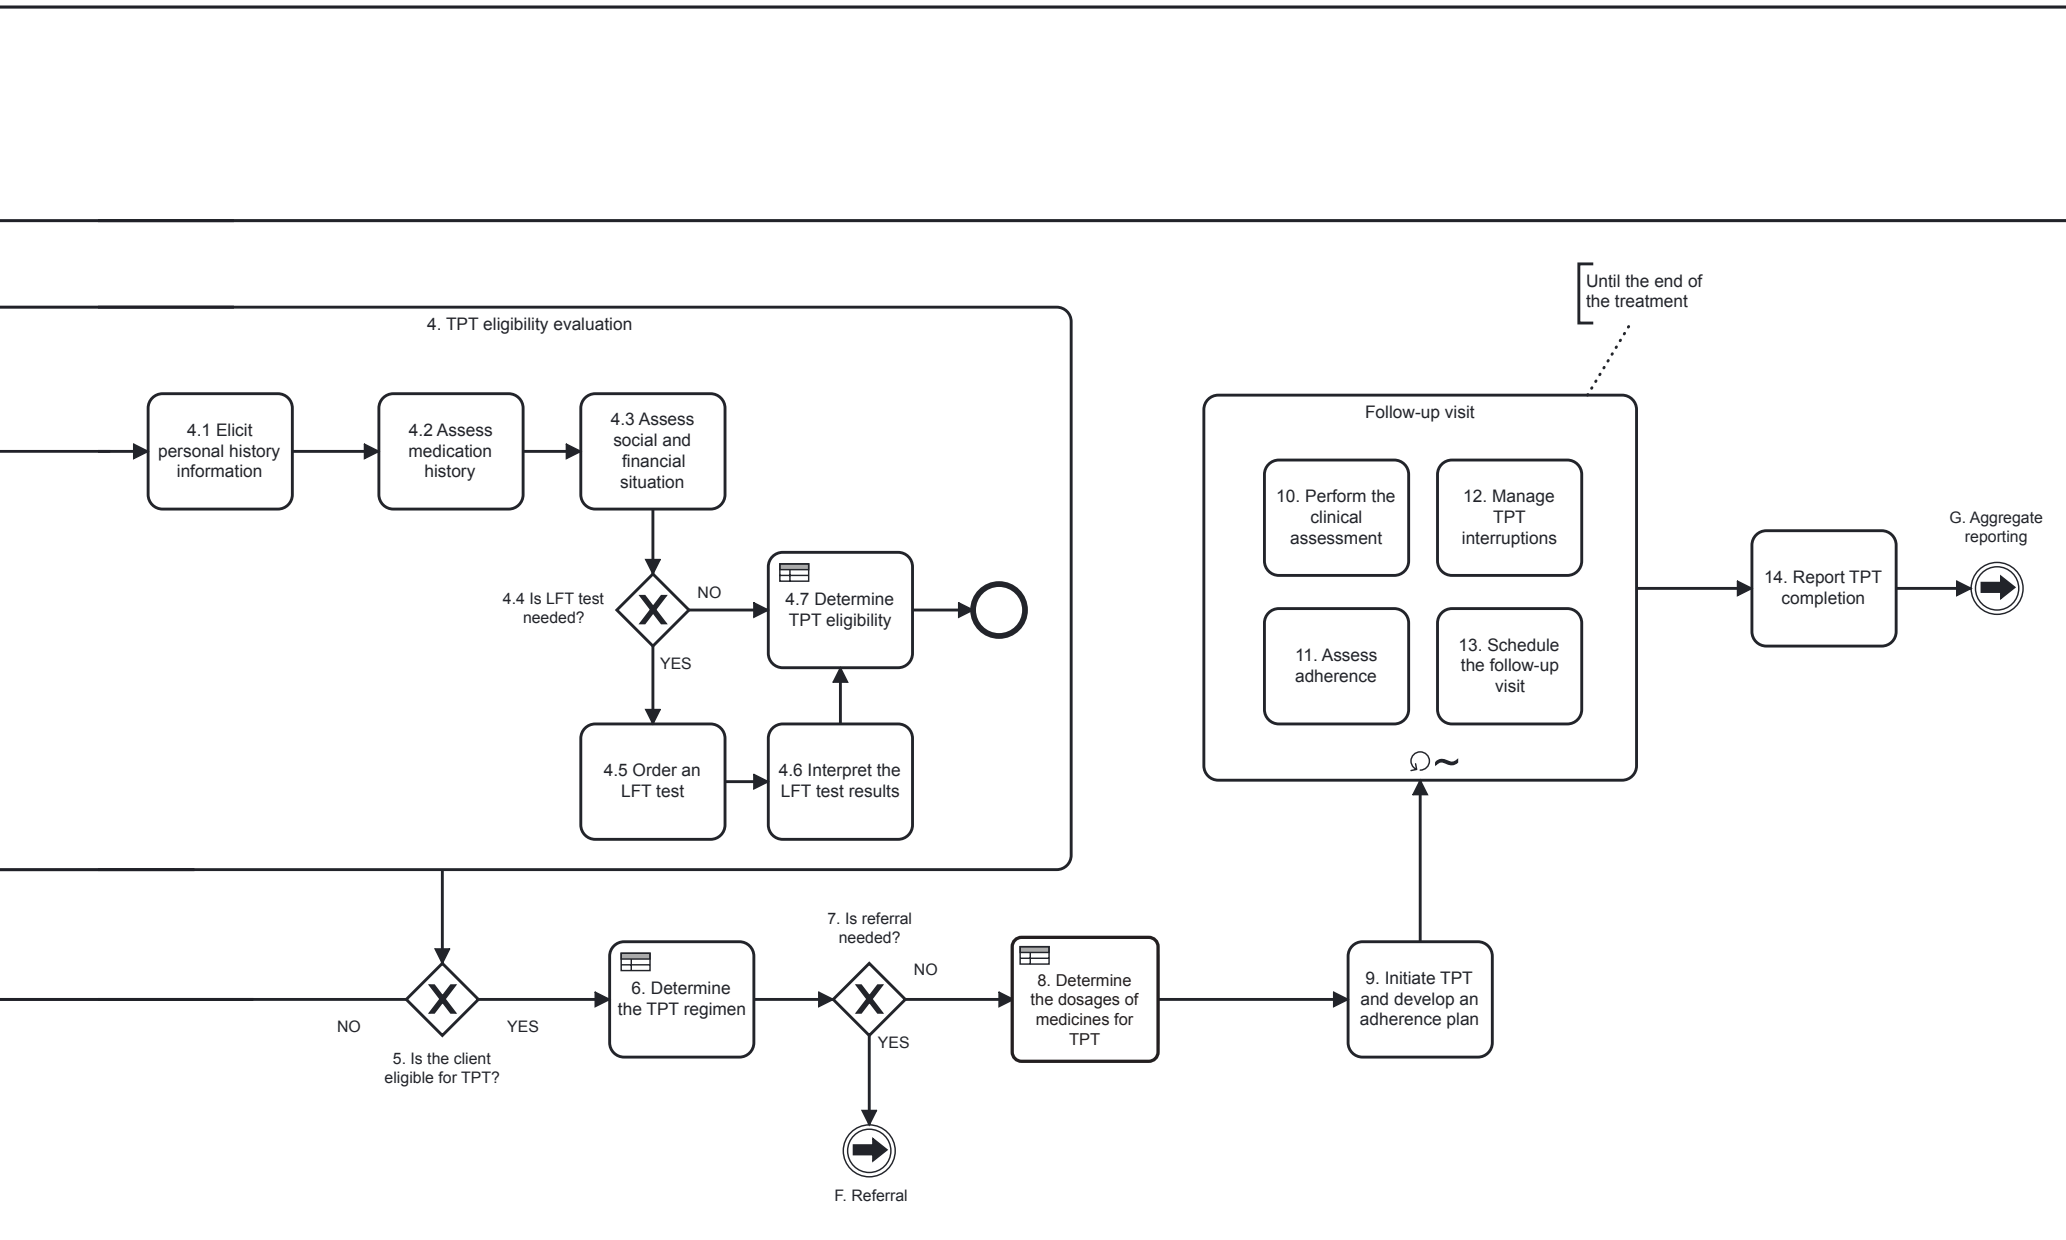 Until the end of
the treatment
4. TPT eligibility evaluation
4.1 Elicit
personal history
information
4.2 Assess
medication
history
4.3 Assess
social and
financial
situation
4.4 Is LFT test
needed?
NO
YES
4.7 Determine
TPT eligibility
4.5 Order an
LFT test
4.6 Interpret the
LFT test results
Follow-up visit
10. Perform the
clinical
assessment
12. Manage
TPT
interruptions
11. Assess
adherence
13. Schedule
the follow-up
visit
14. Report TPT
completion
G. Aggregate
reporting
NO
YES
5. Is the client
eligible for TPT?
6. Determine
the TPT regimen
7. Is referral
needed?
NO
YES
F. Referral
8. Determine
the dosages of
medicines for
TPT
9. Initiate TPT
and develop an
adherence plan